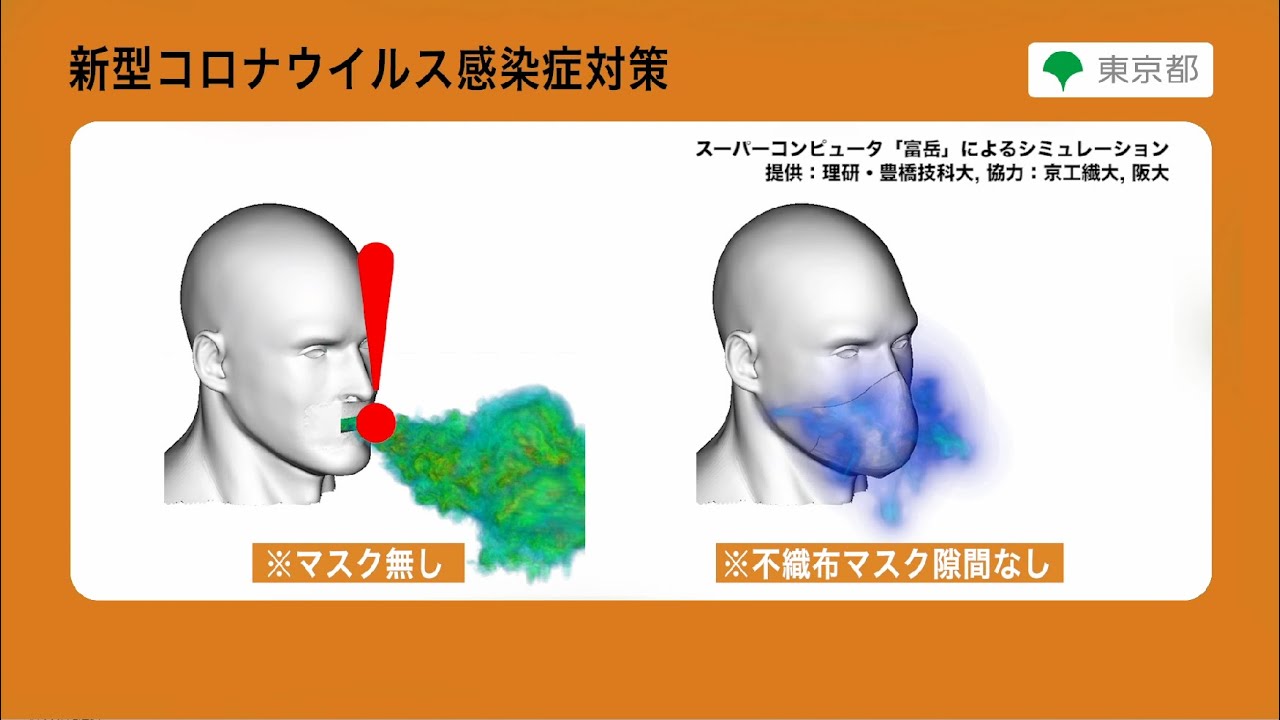 新型コロナウイルス感染症対策
東京都
スーパーコンピュータ「富岳」によるシミュレーション
提供：理研・豊橋技科大, 協力：京工繊大, 阪大
※マスク無し
※不織布マスク隙間なし